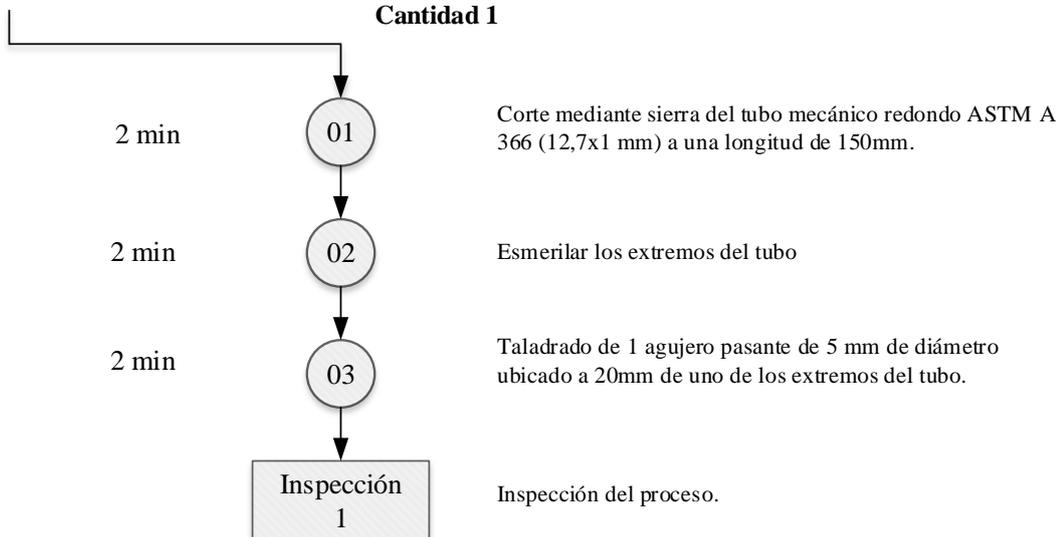 Cantidad 1
2 min
01
Corte mediante sierra del tubo mecánico redondo ASTM A
366 (12,7x1 mm) a una longitud de 150mm.
2 min
02
Esmerilar los extremos del tubo
2 min
03
Taladrado de 1 agujero pasante de 5 mm de diámetro
ubicado a 20mm de uno de los extremos del tubo.
Inspección
1
Inspección del proceso.